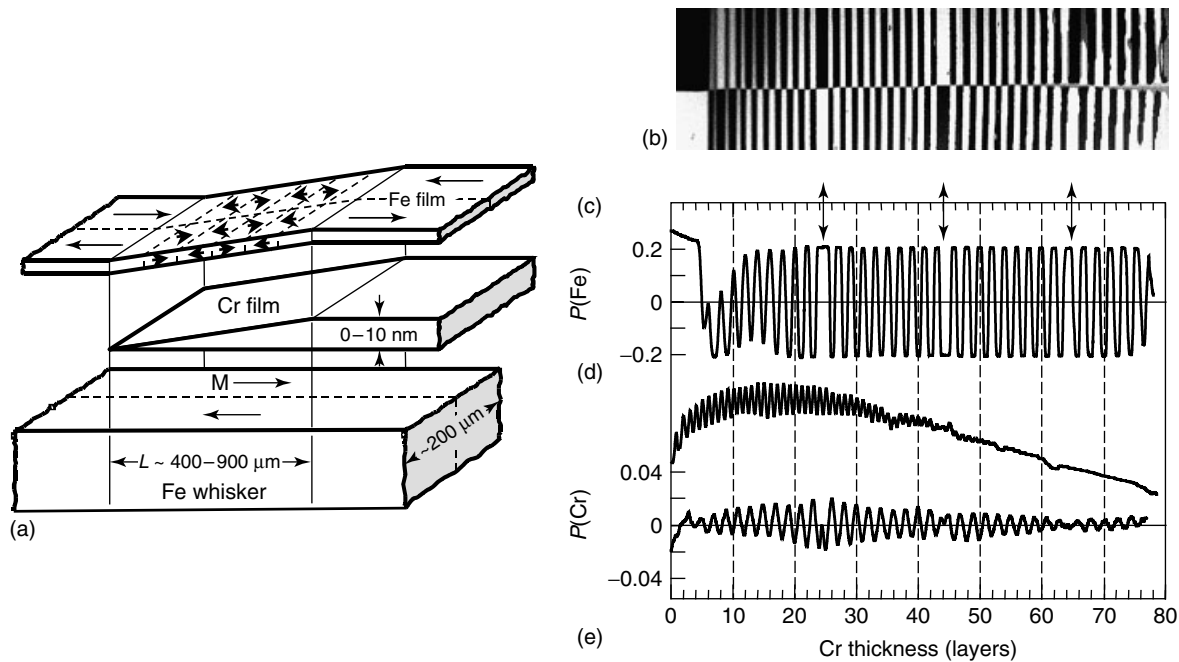 Fe film
Cr film
0–10 nm
M
L ~ 400–900 μm
~200 μm
Fe whisker
(a)
(b)
(c)
0.2
0
−0.2
P(Fe)
(d)
0.04
0
−0.04
P(Cr)
0 10 20 30 40 50 60 70 80
(e)
Cr thickness (layers)